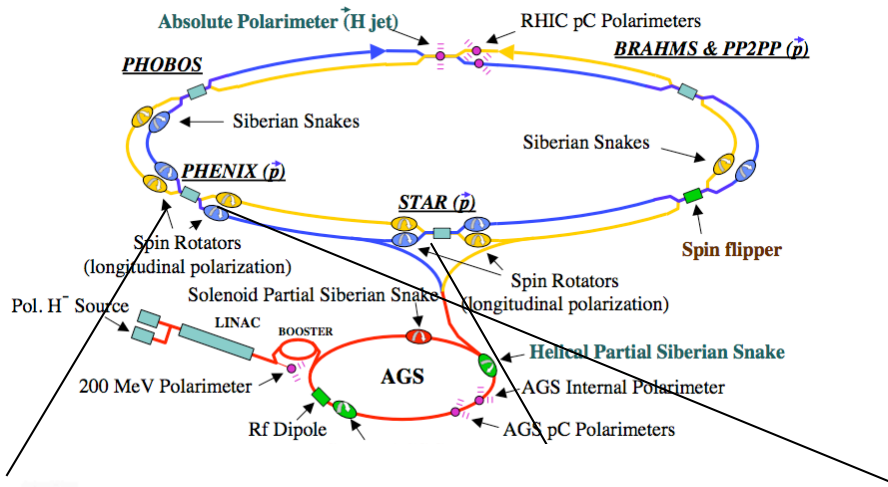 Absolute Polarimeter (H jet)
RHIC pC Polarimeters
BRAHMS & PP2PP (p)
PHOBOS
Siberian Snakes
Siberian Snakes
PHENIX (p)
STAR (p)
Spin Rotators
(longitudinal polarization)
Spin flipper
Spin Rotators
(longitudinal polarization)
Solenoid Partial Siberian Snake
Pol. H⁻ Source
LINAC
BOOSTER
Helical Partial Siberian Snake
AGS
200 MeV Polarimeter
AGS Internal Polarimeter
Rf Dipole
AGS pC Polarimeters